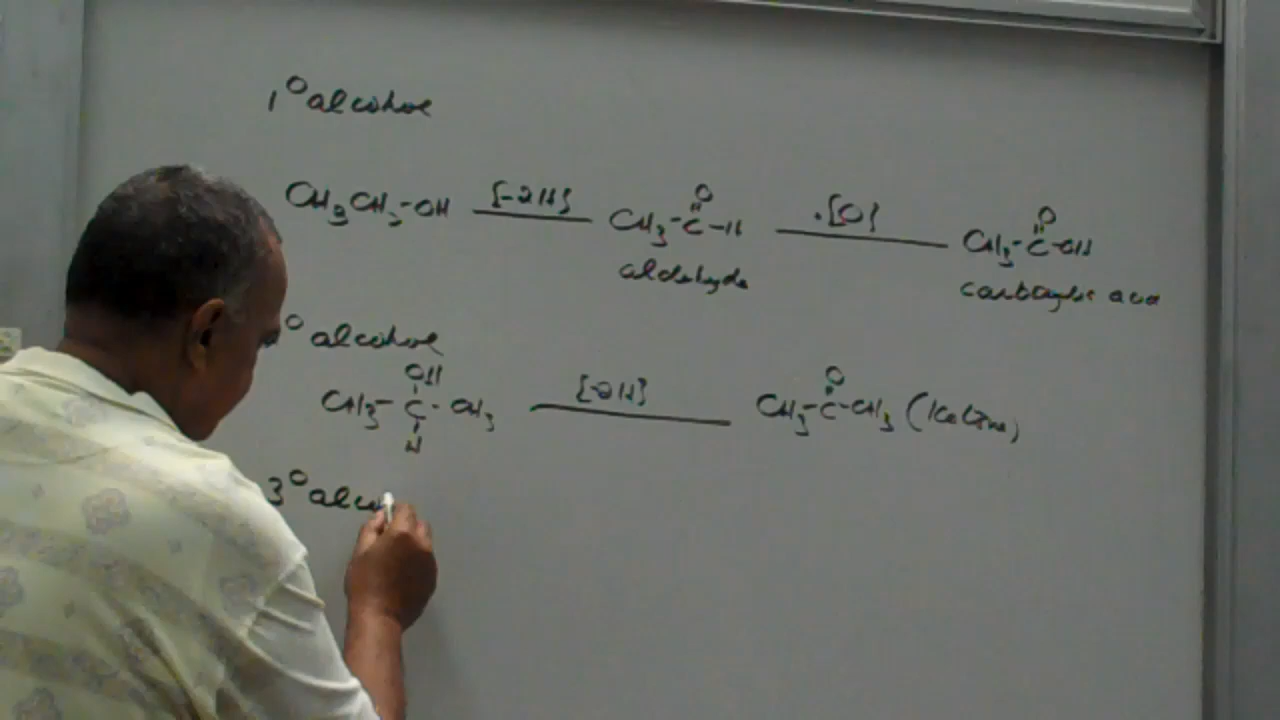 1° alcohol
CH3CH2-OH [-2H] CH3-C-H .[O] CH3-C-OH
O O
aldehyde carboxylic acid
° alcohol
OH O
CH3-C-CH3 [-2H] CH3-C-CH3 (Ketone)
H
3° alco